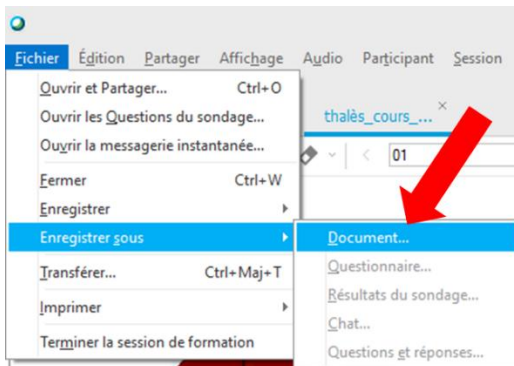 Fichier Édition Partager Affichage Audio Participant Session
Ouvrir et Partager... Ctrl+O
Ouvrir les Questions du sondage...
thalès_cours_... ×
Ouvrir la messagerie instantanée...
01
Fermer Ctrl+W
Enregistrer
Enregistrer sous
Document...
Transférer... Ctrl+Maj+T
Questionnaire...
Résultats du sondage...
Imprimer
Chat...
Terminer la session de formation
Questions et réponses...